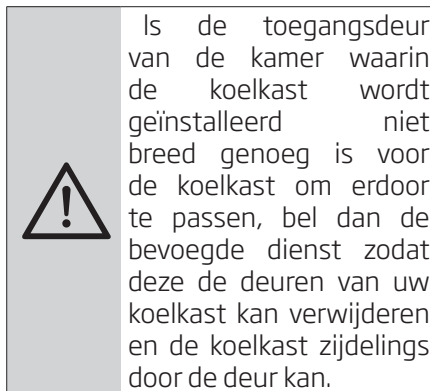 Is de toegangsdeur
van de kamer waarin
de koelkast wordt
geïnstalleerd niet
breed genoeg is voor
de koelkast om erdoor
te passen, bel dan de
bevoegde dienst zodat
deze de deuren van uw
koelkast kan verwijderen
en de koelkast zijdelings
door de deur kan.